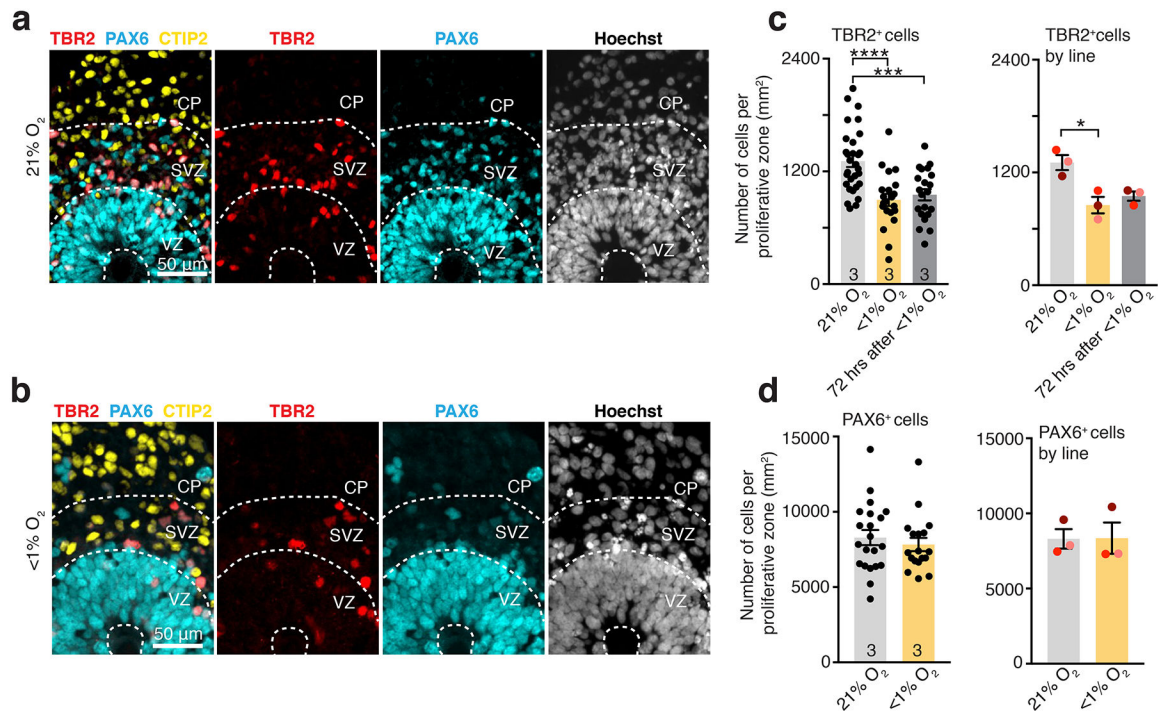 a
TBR2 PAX6 CTIP2
TBR2
PAX6
Hoechst
21% O2
CP
SVZ
VZ
50 µm
CP
SVZ
VZ
CP
SVZ
VZ
CP
SVZ
VZ
b
TBR2 PAX6 CTIP2
TBR2
PAX6
Hoechst
<1% O2
CP
SVZ
VZ
50 µm
CP
SVZ
VZ
CP
SVZ
VZ
CP
SVZ
VZ
c
TBR2+ cells
****
***
Number of cells per
proliferative zone (mm2)
2400
1200
0
3
3
3
21% O2
<1% O2
72 hrs after <1% O2
TBR2+cells
by line
*
2400
1200
0
21% O2
<1% O2
72 hrs after <1% O2
d
PAX6+ cells
Number of cells per
proliferative zone (mm2)
15000
10000
5000
0
3
3
21% O2
<1% O2
PAX6+ cells
by line
15000
10000
5000
0
21% O2
<1% O2